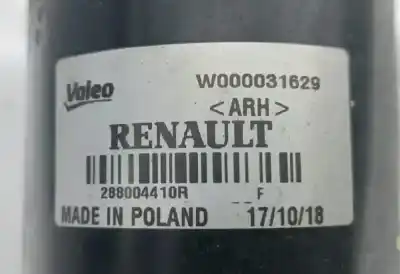 Valeo
W000031629
<ARH>
RENAULT
288004410R F
MADE IN POLAND 17/10/18